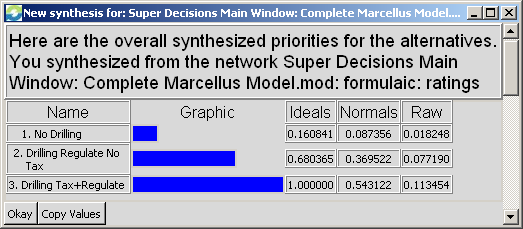 New synthesis for: Super Decisions Main Window: Complete Marcellus Model....
Here are the overall synthesized priorities for the alternatives.
You synthesized from the network Super Decisions Main
Window: Complete Marcellus Model.mod: formulaic: ratings
Name Graphic Ideals Normals Raw
1. No Drilling 0.160841 0.087356 0.018248
2. Drilling Regulate No
Tax 0.680365 0.369522 0.077190
3. Drilling Tax+Regulate 1.000000 0.543122 0.113454
Okay Copy Values